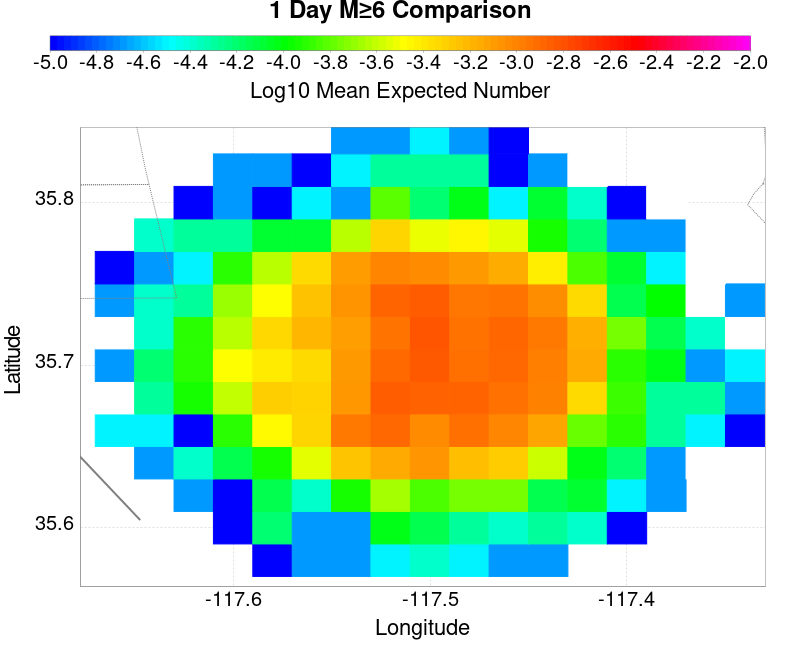 1 Day M≥6 Comparison
-5.0 -4.8 -4.6 -4.4 -4.2 -4.0 -3.8 -3.6 -3.4 -3.2 -3.0 -2.8 -2.6 -2.4 -2.2 -2.0
Log10 Mean Expected Number
35.8
35.7
35.6
Latitude
-117.6 -117.5 -117.4
Longitude